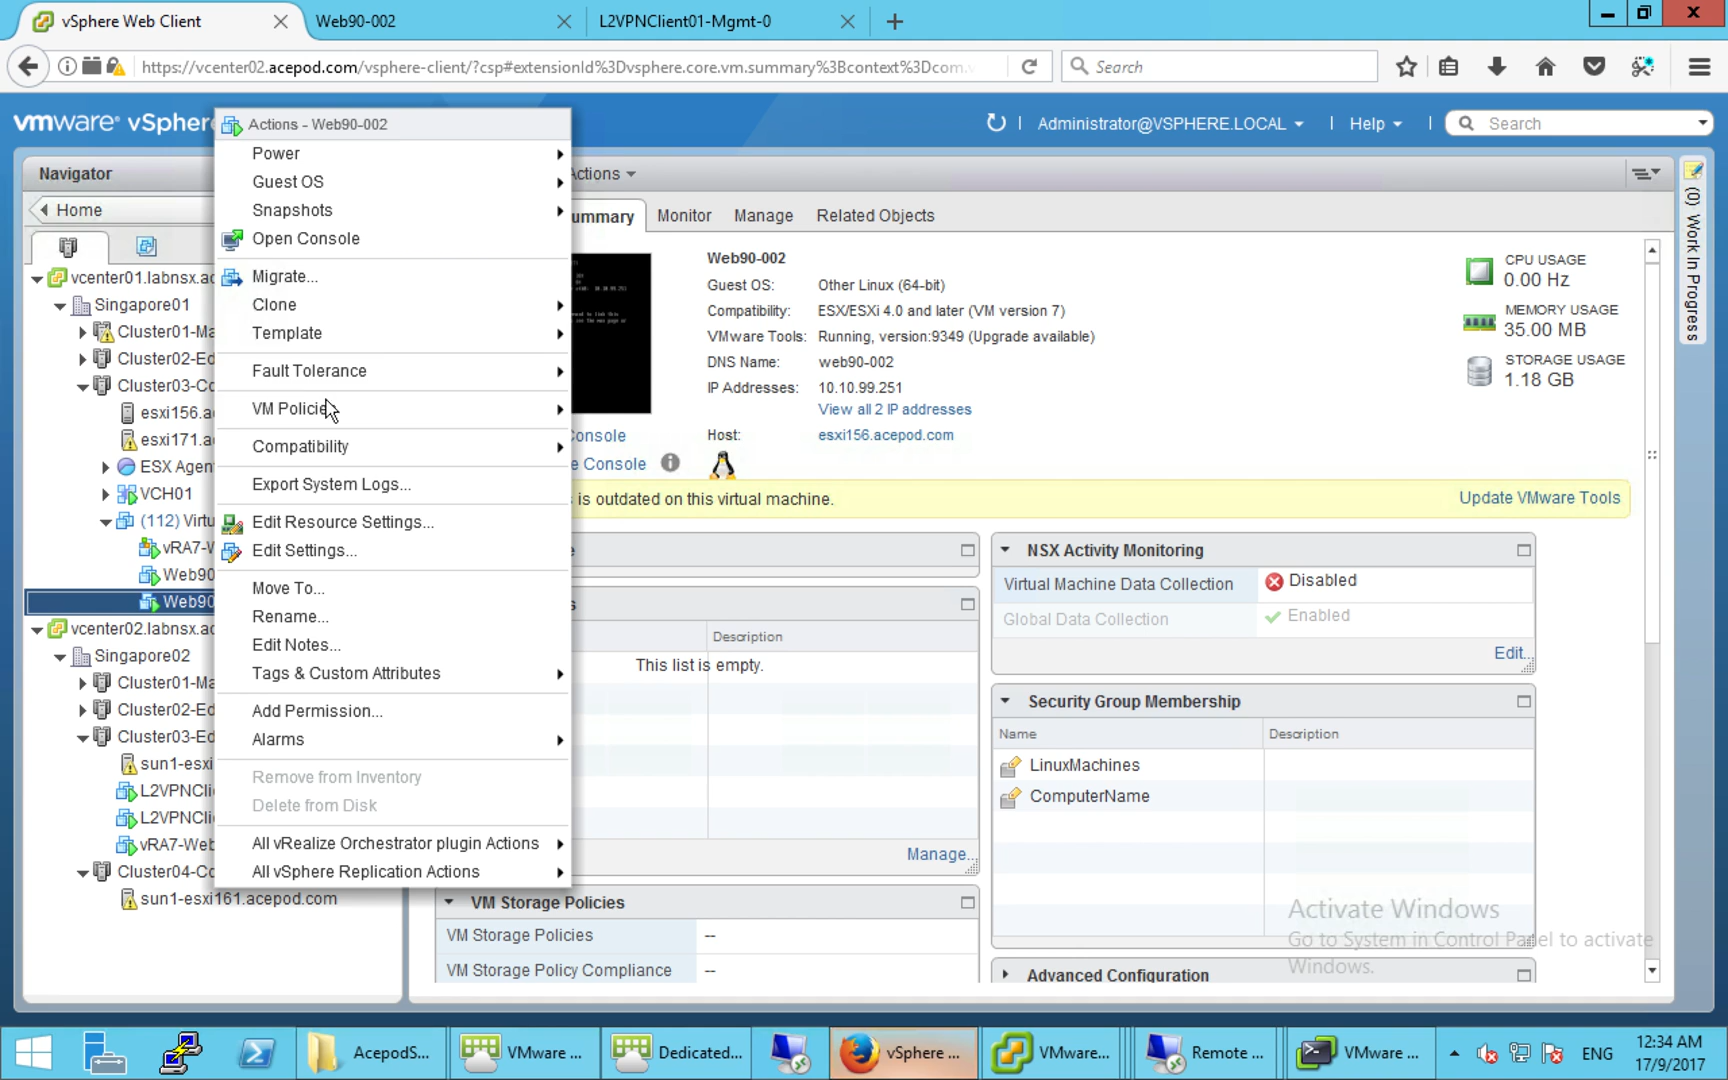 vSphere Web Client
Web90-002
L2VPNClient01-Mgmt-0
https://vcenter02.acepod.com/vsphere-client/?csp#extensionId%3Dvsphere.core.vm.summary%3Bcontext%3Dcom.v
Search
vmware® vSphere
Administrator@VSPHERE.LOCAL
Help
Search
Navigator
Home
vcenter01.labnsx.ac
Singapore01
Cluster01-Ma
Cluster02-Ed
Cluster03-Co
esxi156.a
esxi171.a
ESX Agen
VCH01
(112) Virtu
vRA7-W
Web90
Web90
vcenter02.labnsx.ac
Singapore02
Cluster01-Ma
Cluster02-Ed
Cluster03-Ed
sun1-esxi
L2VPNClie
L2VPNClie
vRA7-Web
Cluster04-Co
sun1-esxi161.acepod.com
Actions - Web90-002
Power
Guest OS
Snapshots
Open Console
Migrate...
Clone
Template
Fault Tolerance
VM Policies
Compatibility
Export System Logs...
Edit Resource Settings...
Edit Settings...
Move To...
Rename...
Edit Notes...
Tags & Custom Attributes
Add Permission...
Alarms
Remove from Inventory
Delete from Disk
All vRealize Orchestrator plugin Actions
All vSphere Replication Actions
Actions
ummary
Monitor
Manage
Related Objects
Web90-002
Guest OS: Other Linux (64-bit)
Compatibility: ESX/ESXi 4.0 and later (VM version 7)
VMware Tools: Running, version:9349 (Upgrade available)
DNS Name: web90-002
IP Addresses: 10.10.99.251
View all 2 IP addresses
Host: esxi156.acepod.com
onsole
e Console
CPU USAGE
0.00 Hz
MEMORY USAGE
35.00 MB
STORAGE USAGE
1.18 GB
s is outdated on this virtual machine.
Update VMware Tools
e
s
Description
This list is empty.
Manage...
VM Storage Policies
VM Storage Policies --
VM Storage Policy Compliance --
NSX Activity Monitoring
Virtual Machine Data Collection Disabled
Global Data Collection Enabled
Edit...
Security Group Membership
Name Description
LinuxMachines
ComputerName
Advanced Configuration
(0) Work In Progress
Activate Windows
Go to System in Control Panel to activate
Windows.
AcepodS...
VMware ...
Dedicated...
vSphere ...
VMware...
Remote ...
VMware ...
ENG
12:34 AM
17/9/2017